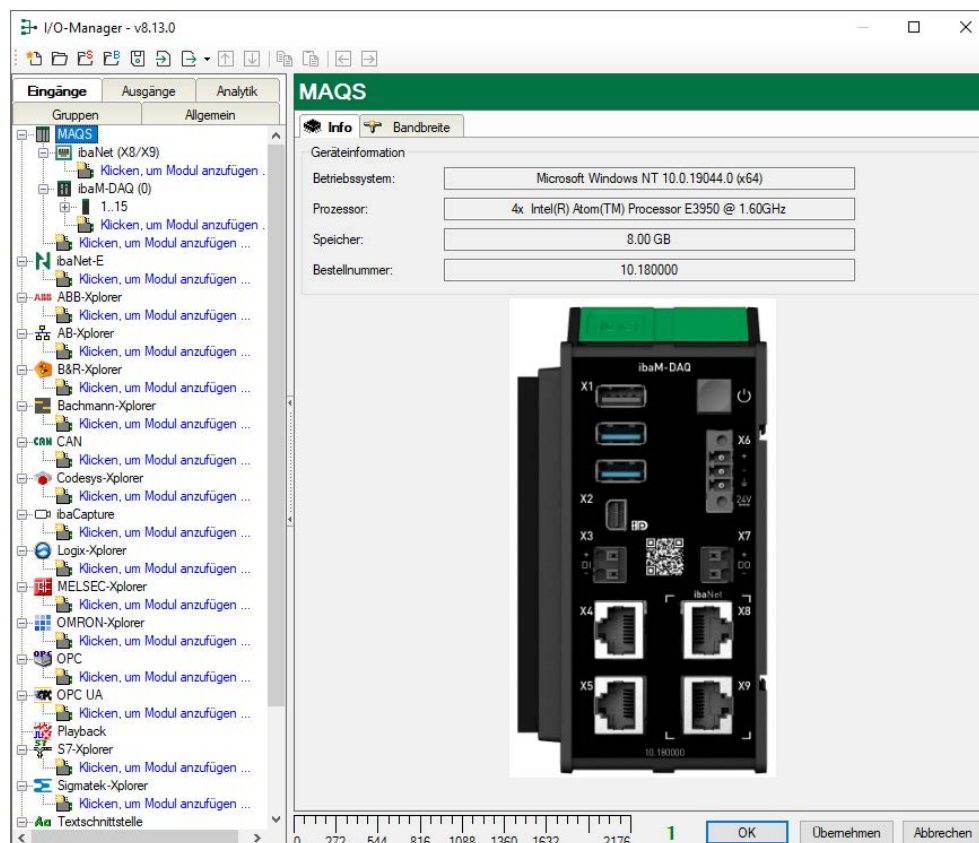 I/O-Manager - v8.13.0
Eingänge Ausgänge Analytik
Gruppen Allgemein
MAQS
ibaNet (X8/X9)
Klicken, um Modul anzufügen .
ibaM-DAQ (0)
1..15
Klicken, um Modul anzufügen .
Klicken, um Modul anzufügen ...
ibaNet-E
Klicken, um Modul anzufügen ...
ABB ABB-Xplorer
Klicken, um Modul anzufügen ...
AB-Xplorer
Klicken, um Modul anzufügen ...
B&R-Xplorer
Klicken, um Modul anzufügen ...
Bachmann-Xplorer
Klicken, um Modul anzufügen ...
CAN CAN
Klicken, um Modul anzufügen ...
Codesys-Xplorer
Klicken, um Modul anzufügen ...
ibaCapture
Klicken, um Modul anzufügen ...
Logix-Xplorer
Klicken, um Modul anzufügen ...
MELSEC-Xplorer
Klicken, um Modul anzufügen ...
OMRON-Xplorer
Klicken, um Modul anzufügen ...
OPC OPC
Klicken, um Modul anzufügen ...
OPC UA
Klicken, um Modul anzufügen ...
Playback
S7 S7-Xplorer
Klicken, um Modul anzufügen ...
Sigmatek-Xplorer
Klicken, um Modul anzufügen ...
Aa Textschnittstelle
MAQS
Info Bandbreite
Geräteinformation
Betriebssystem: Microsoft Windows NT 10.0.19044.0 (x64)
Prozessor: 4x Intel(R) Atom(TM) Processor E3950 @ 1.60GHz
Speicher: 8.00 GB
Bestellnummer: 10.180000
ibaM-DAQ
X1
X6
+
-
X2
24V
X3 X7
+ +
DI DO
- -
ibaNet
X4 X8
X5 X9
10.180000
0 272 544 816 1088 1360 1632 2176
1 OK Übernehmen Abbrechen